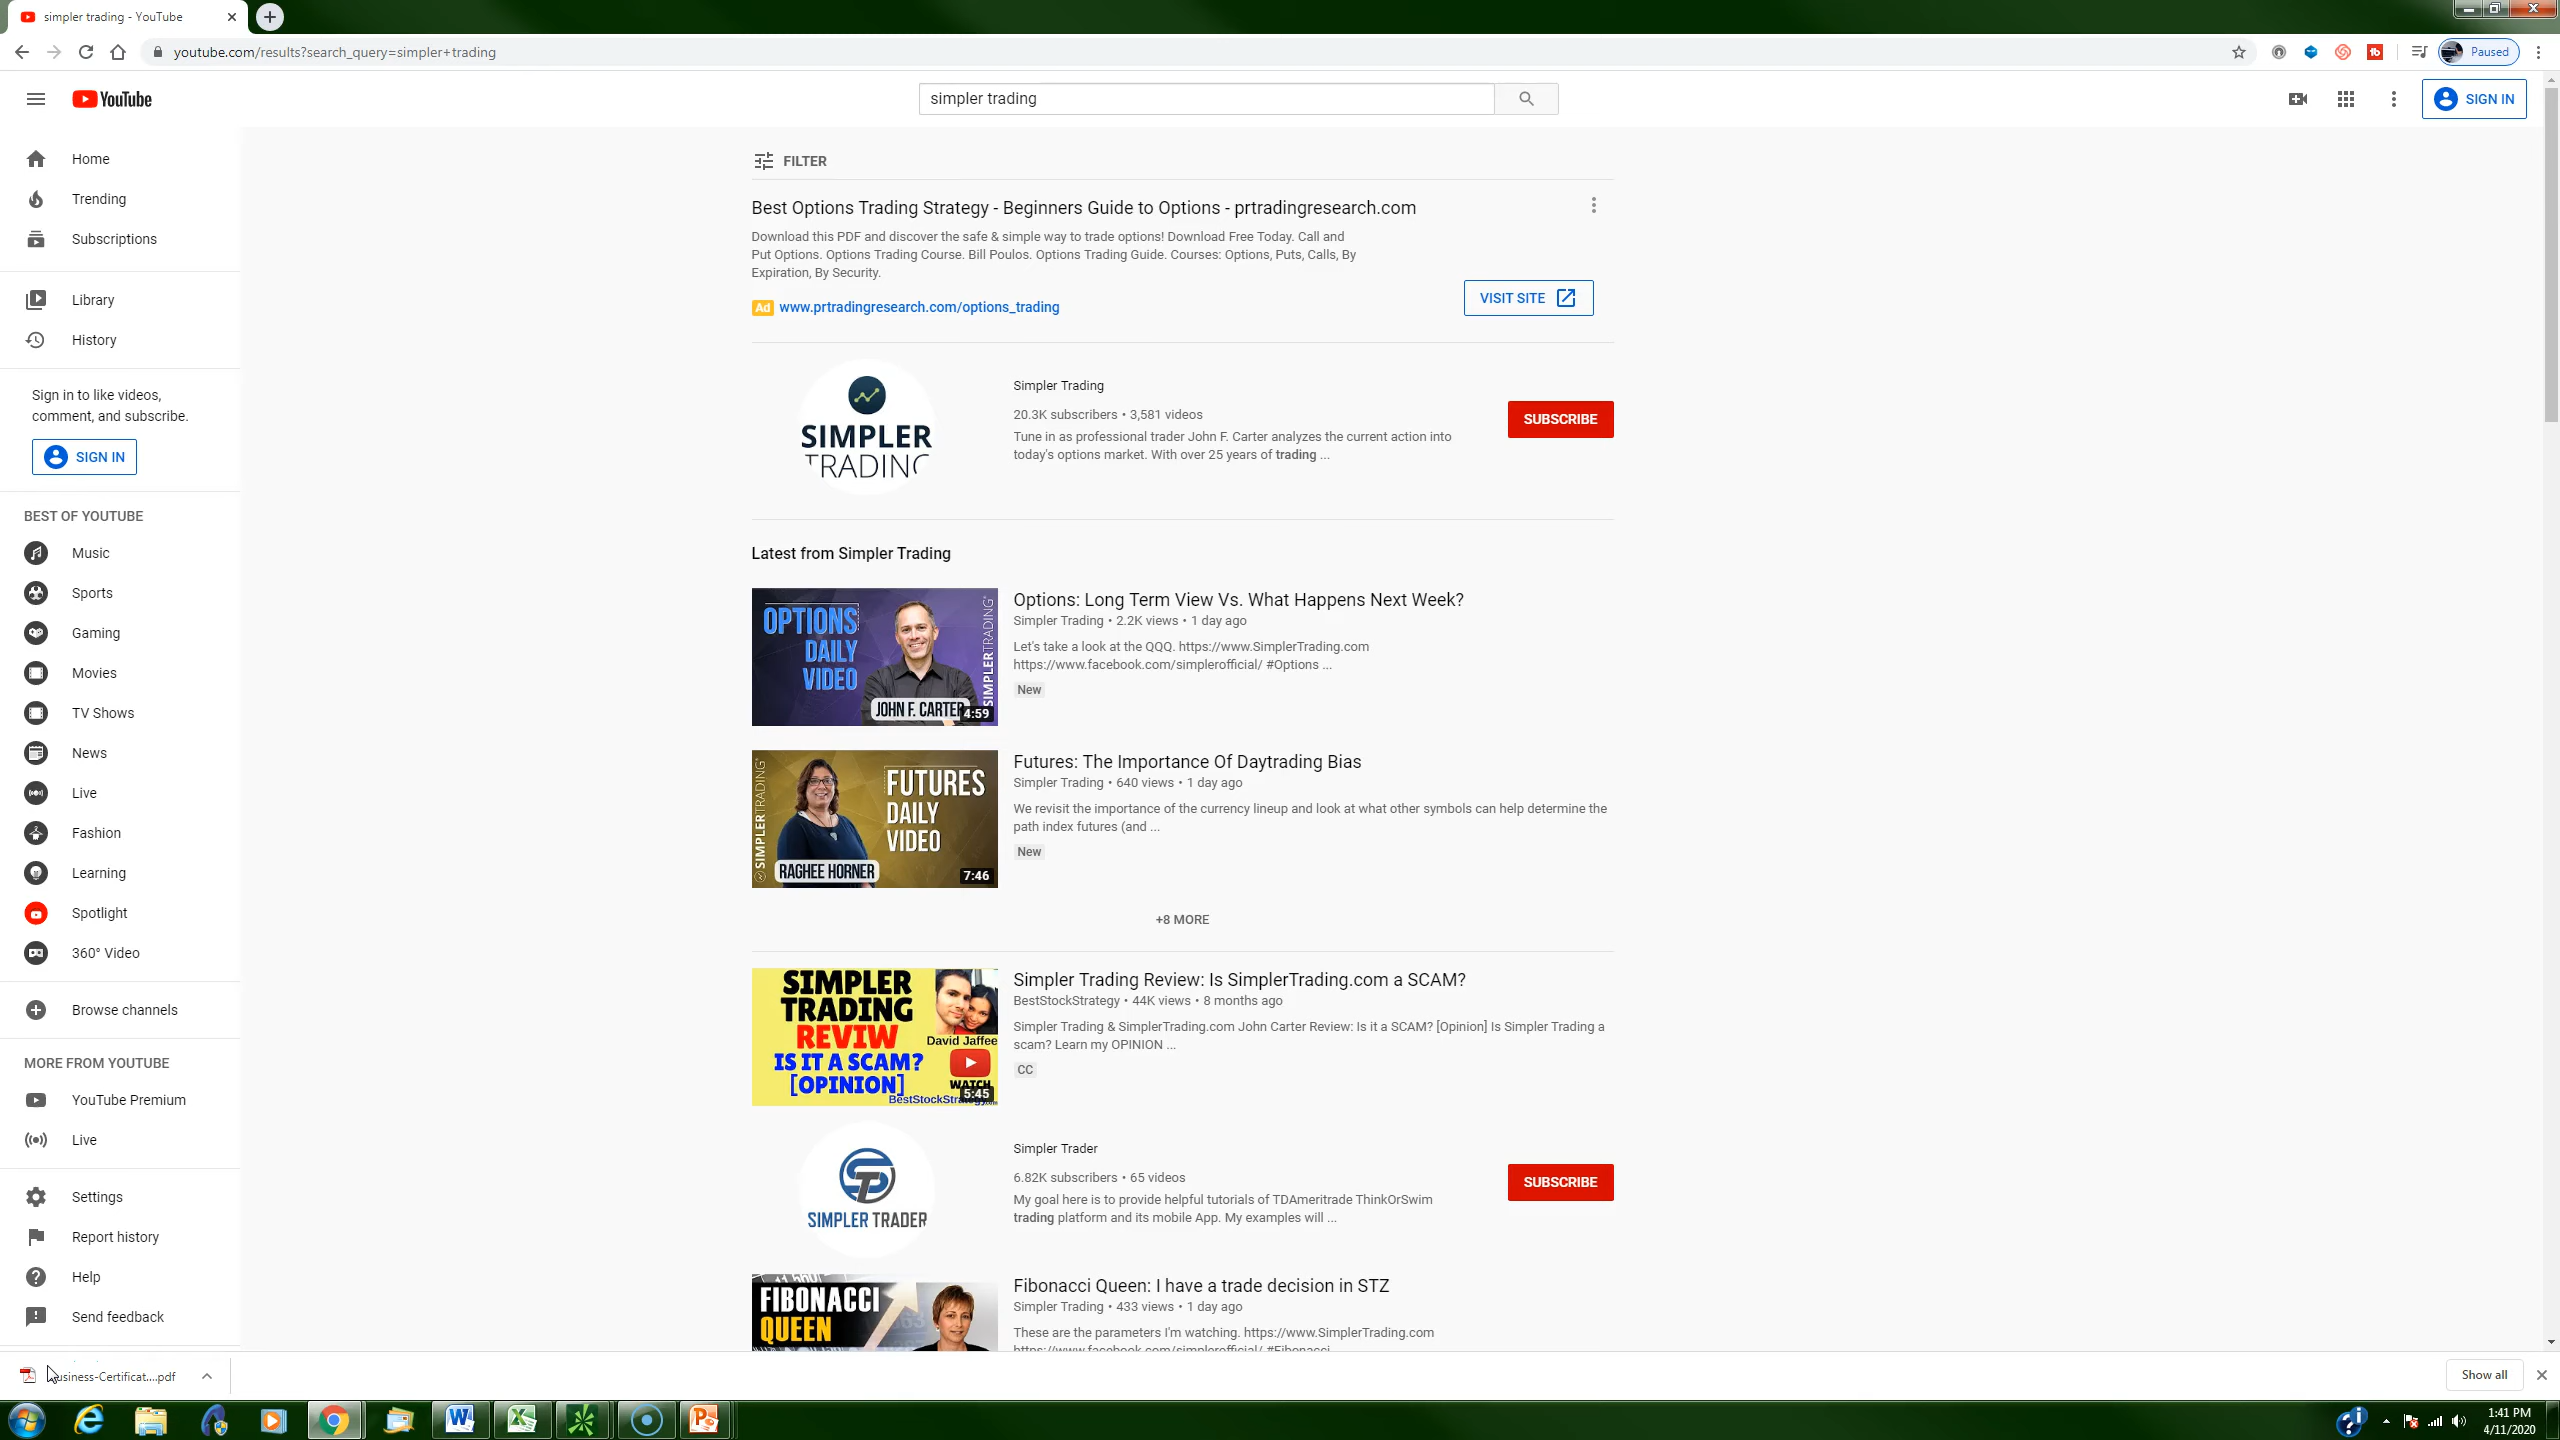 simpler trading - YouTube
youtube.com/results?search_query=simpler+trading
Paused
YouTube
simpler trading
SIGN IN
Home
Trending
Subscriptions
Library
History
Sign in to like videos,
comment, and subscribe.
SIGN IN
BEST OF YOUTUBE
Music
Sports
Gaming
Movies
TV Shows
News
Live
Fashion
Learning
Spotlight
360° Video
Browse channels
MORE FROM YOUTUBE
YouTube Premium
Live
Settings
Report history
Help
Send feedback
FILTER
Best Options Trading Strategy - Beginners Guide to Options - prtradingresearch.com
Download this PDF and discover the safe & simple way to trade options! Download Free Today. Call and
Put Options. Options Trading Course. Bill Poulos. Options Trading Guide. Courses: Options, Puts, Calls, By
Expiration, By Security.
Ad www.prtradingresearch.com/options_trading
VISIT SITE
SIMPLER
TRADING
Simpler Trading
20.3K subscribers • 3,581 videos
Tune in as professional trader John F. Carter analyzes the current action into
today's options market. With over 25 years of trading ...
SUBSCRIBE
Latest from Simpler Trading
OPTIONS
DAILY
VIDEO
SIMPLERTRADING
JOHN F. CARTER
4:59
Options: Long Term View Vs. What Happens Next Week?
Simpler Trading • 2.2K views • 1 day ago
Let's take a look at the QQQ. https://www.SimplerTrading.com
https://www.facebook.com/simplerofficial/ #Options ...
New
SIMPLERTRADING
FUTURES
DAILY
VIDEO
RAGHEE HORNER
7:46
Futures: The Importance Of Daytrading Bias
Simpler Trading • 640 views • 1 day ago
We revisit the importance of the currency lineup and look at what other symbols can help determine the
path index futures (and ...
New
+8 MORE
SIMPLER
TRADING
REVIW
IS IT A SCAM?
[OPINION]
David Jaffee
WATCH
5:45
Simpler Trading Review: Is SimplerTrading.com a SCAM?
BestStockStrategy • 44K views • 8 months ago
Simpler Trading & SimplerTrading.com John Carter Review: Is it a SCAM? [Opinion] Is Simpler Trading a
scam? Learn my OPINION ...
CC
SIMPLER TRADER
Simpler Trader
6.82K subscribers • 65 videos
My goal here is to provide helpful tutorials of TDAmeritrade ThinkOrSwim
trading platform and its mobile App. My examples will ...
SUBSCRIBE
FIBONACCI
QUEEN
Fibonacci Queen: I have a trade decision in STZ
Simpler Trading • 433 views • 1 day ago
These are the parameters I'm watching. https://www.SimplerTrading.com
https://www.facebook.com/simplerofficial/ #Fibonacci
usiness-Certificat....pdf
Show all
1:41 PM
4/11/2020